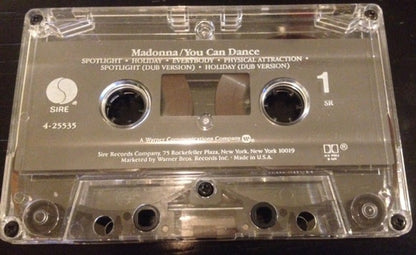 Madonna/You Can Dance
SPOTLIGHT • HOLIDAY • EVERYBODY • PHYSICAL ATTRACTION •
SPOTLIGHT (DUB VERSION) • HOLIDAY (DUB VERSION)
SIRE
4-25535
1
SR
A Warner Communications Company
Sire Records Company, 75 Rockefeller Plaza, New York, New York 10019
Marketed by Warner Bros. Records Inc. • Made in U.S.A.